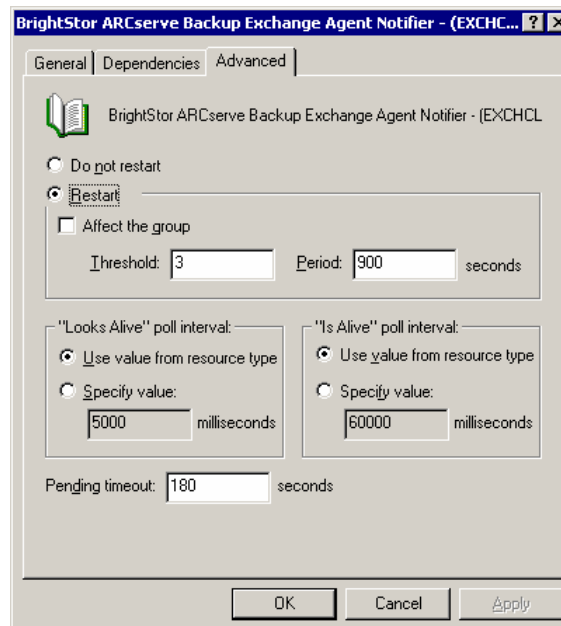 BrightStor ARCserve Backup Exchange Agent Notifier - (EXCHC...
General Dependencies Advanced
BrightStor ARCserve Backup Exchange Agent Notifier - (EXCHCL
Do not restart
Restart
Affect the group
Threshold: 3 Period: 900 seconds
"Looks Alive" poll interval: "Is Alive" poll interval:
Use value from resource type Use value from resource type
Specify value: Specify value:
5000 milliseconds 60000 milliseconds
Pending timeout: 180 seconds
OK Cancel Apply